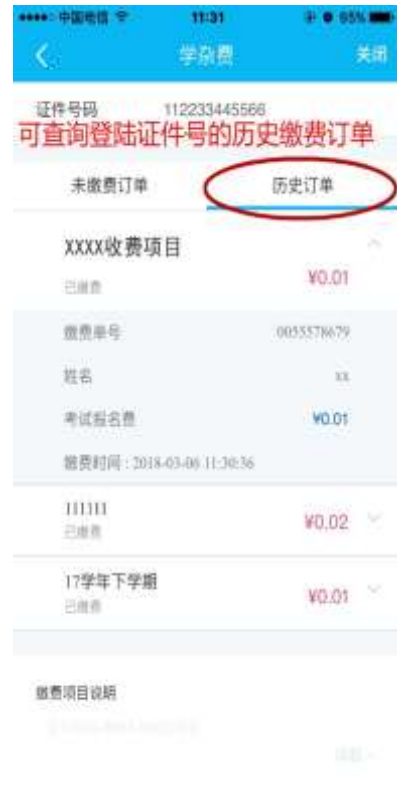 中国电信 11:31 95%
学杂费 关闭
证件号码 112233445566
可查询登陆证件号的历史缴费订单
未缴费订单 历史订单
XXXX收费项目
已缴费 ¥0.01
缴费单号 0055578679
姓名 xx
考试报名费 ¥0.01
缴费时间 : 2018-03-06 11:30:36
111111
已缴费 ¥0.02
17学年下学期
已缴费 ¥0.01
缴费项目说明